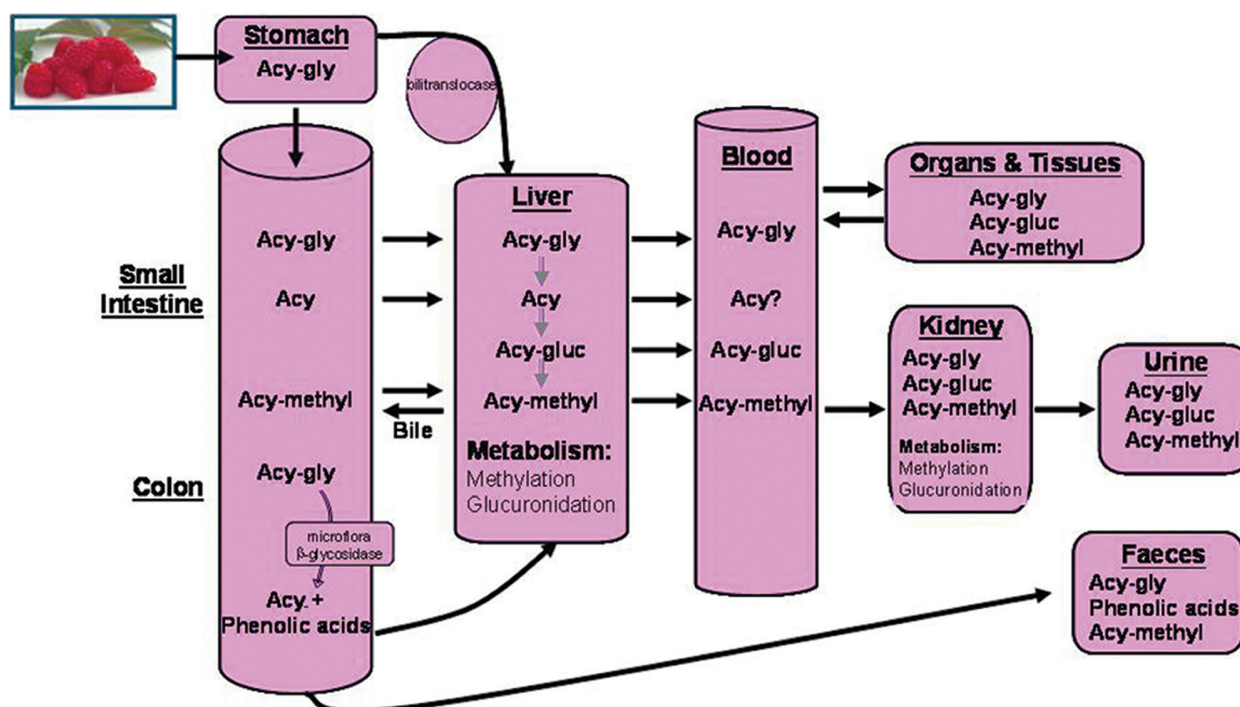 Stomach
Acy-gly
bilitranslocase
Small
Intestine
Colon
Acy-gly
Acy
Acy-methyl
Acy-gly
microflora
β-glycosidase
Acy +
Phenolic acids
Bile
Liver
Acy-gly
Acy
Acy-gluc
Acy-methyl
Metabolism:
Methylation
Glucuronidation
Blood
Acy-gly
Acy?
Acy-gluc
Acy-methyl
Organs & Tissues
Acy-gly
Acy-gluc
Acy-methyl
Kidney
Acy-gly
Acy-gluc
Acy-methyl
Metabolism:
Methylation
Glucuronidation
Urine
Acy-gly
Acy-gluc
Acy-methyl
Faeces
Acy-gly
Phenolic acids
Acy-methyl